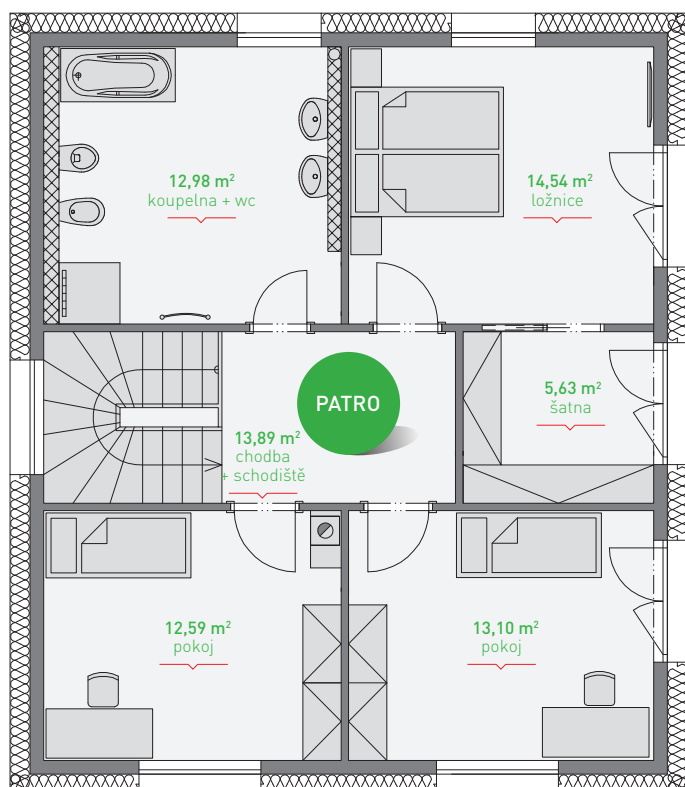 12,98 m²
koupelna + wc
14,54 m²
ložnice
PATRO
5,63 m²
šatna
13,89 m²
chodba
+ schodiště
12,59 m²
pokoj
13,10 m²
pokoj